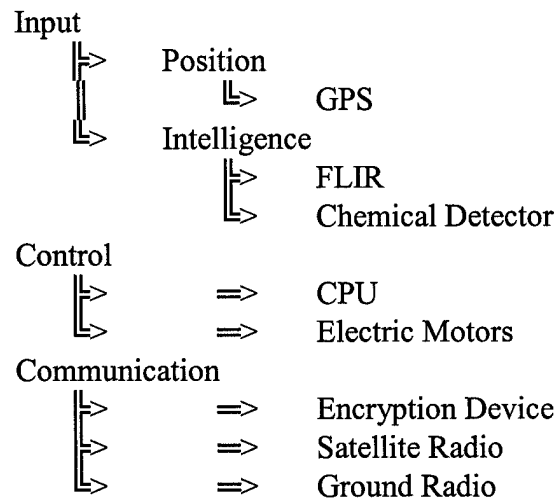 Input
╠=> Position
╚=> GPS
╚=> Intelligence
╠=> FLIR
╚=> Chemical Detector
Control
╠=> => CPU
╚=> => Electric Motors
Communication
╠=> => Encryption Device
╠=> => Satellite Radio
╚=> => Ground Radio